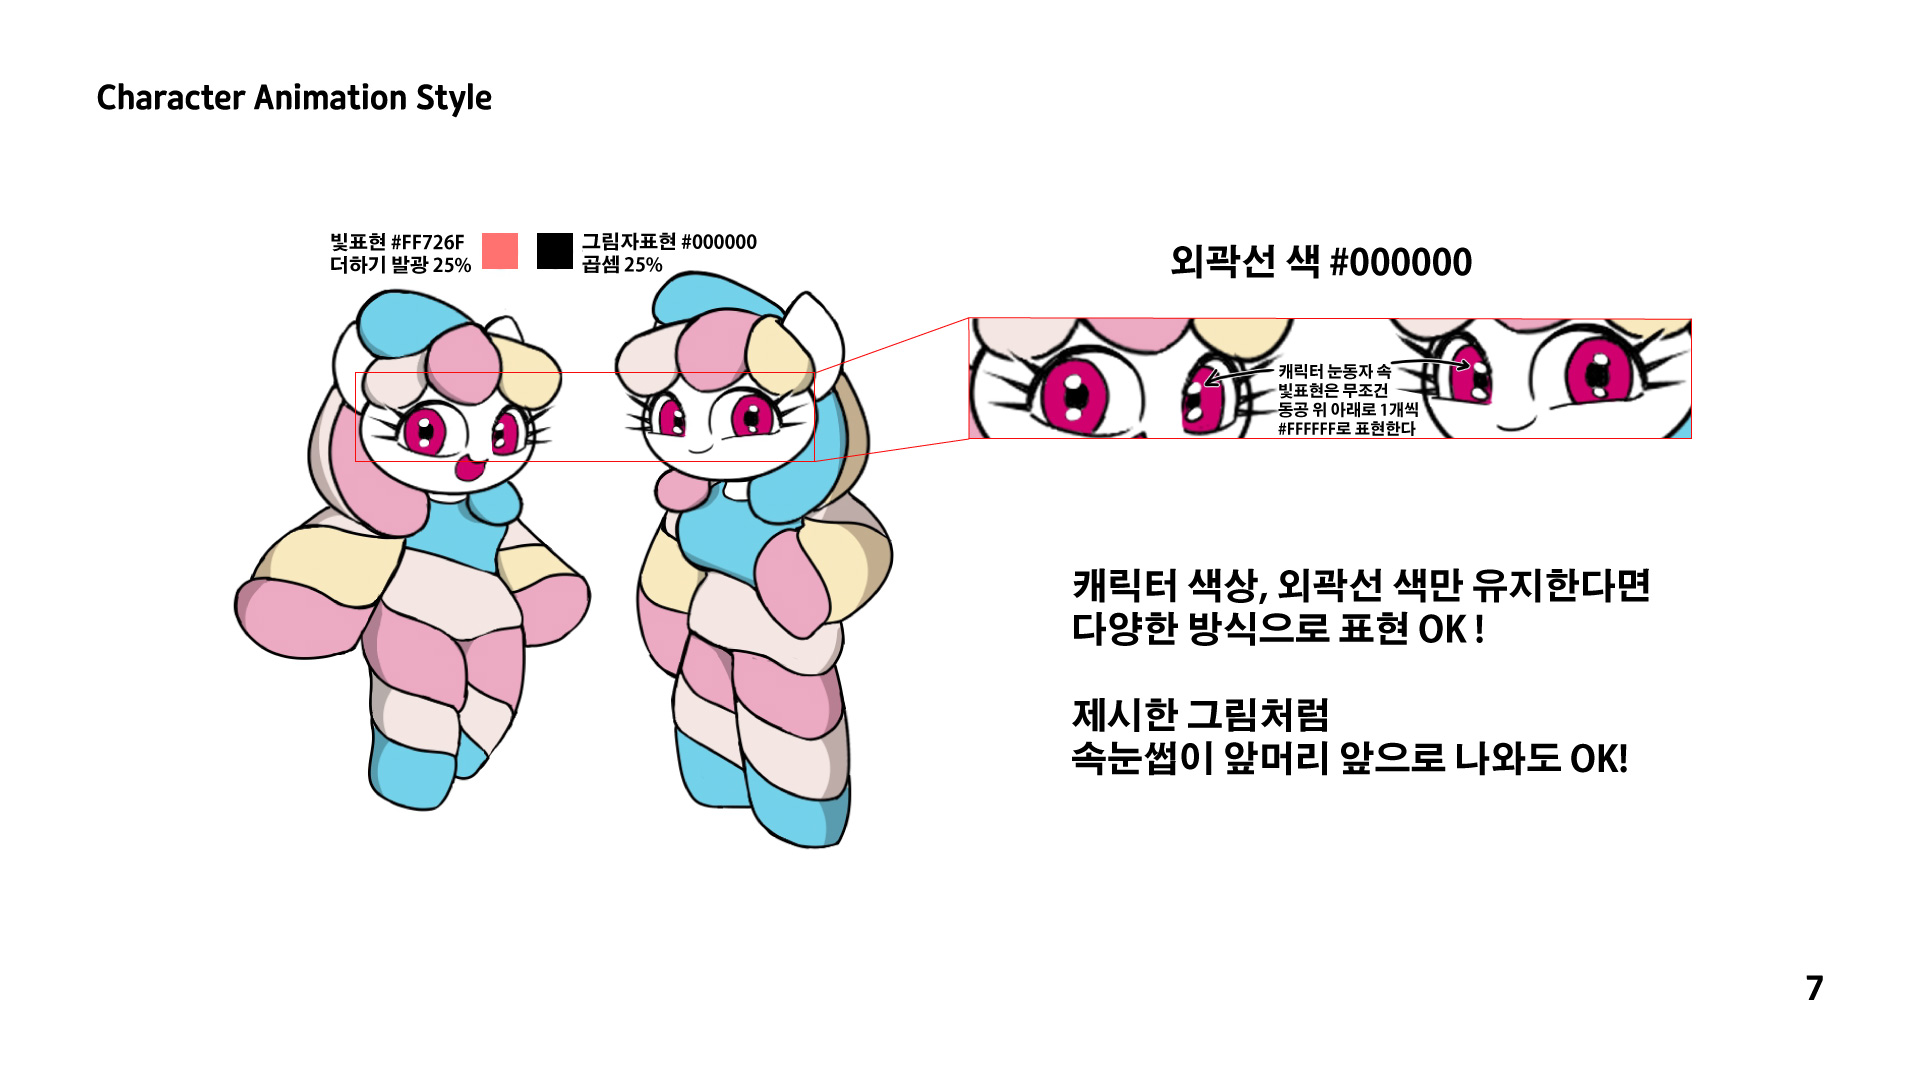 Character Animation Style
빛표현 #FF726F
더하기 발광 25%
그림자표현 #000000
곱셈 25%
외곽선 색 #000000
캐릭터 눈동자 속
빛표현은 무조건
동공 위 아래로 1개씩
#FFFFFF로 표현한다
캐릭터 색상, 외곽선 색만 유지한다면
다양한 방식으로 표현 OK !
제시한 그림처럼
속눈썹이 앞머리 앞으로 나와도 OK!
7